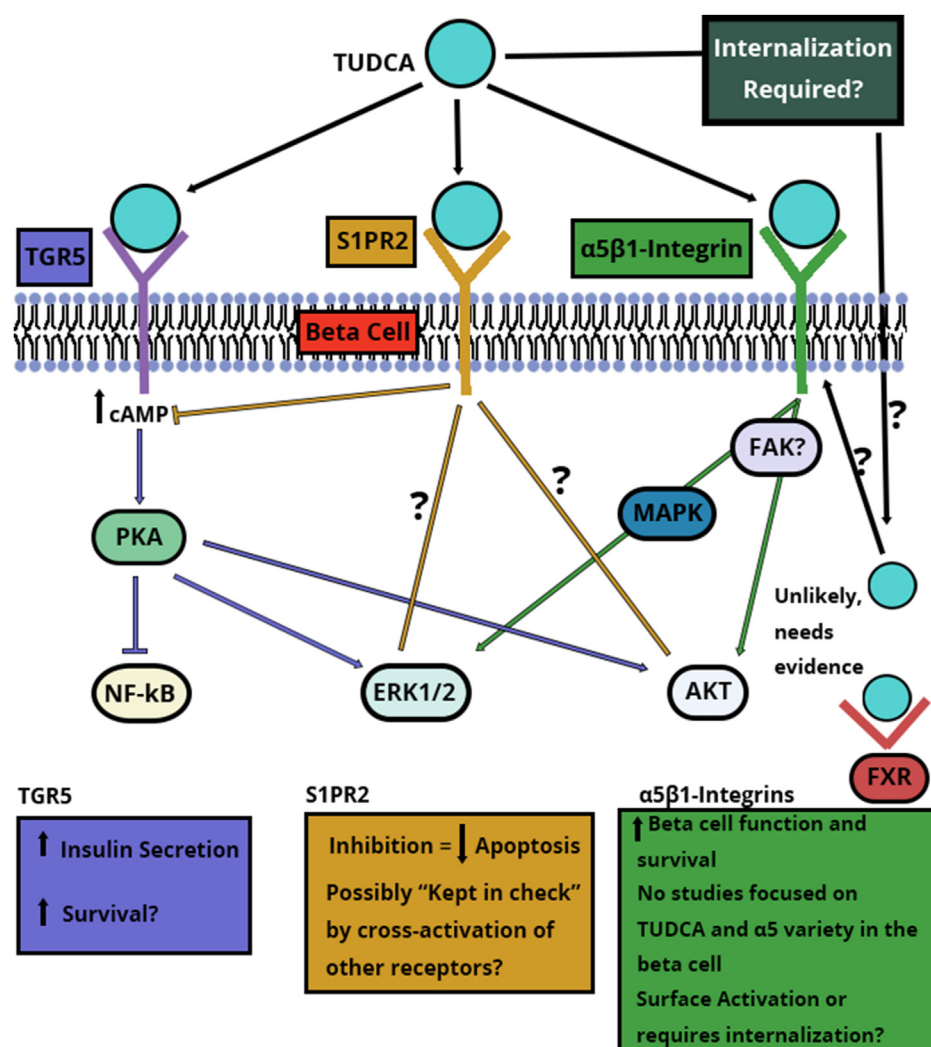 TUDCA
Internalization
Required?
TGR5
S1PR2
α5β1-Integrin
Beta Cell
cAMP
?
FAK?
?
?
?
MAPK
PKA
Unlikely,
needs
evidence
NF-kB
ERK1/2
AKT
FXR
TGR5
Insulin Secretion
Survival?
S1PR2
Inhibition = Apoptosis
Possibly “Kept in check”
by cross-activation of
other receptors?
α5β1-Integrins
Beta cell function and
survival
No studies focused on
TUDCA and α5 variety in the
beta cell
Surface Activation or
requires internalization?